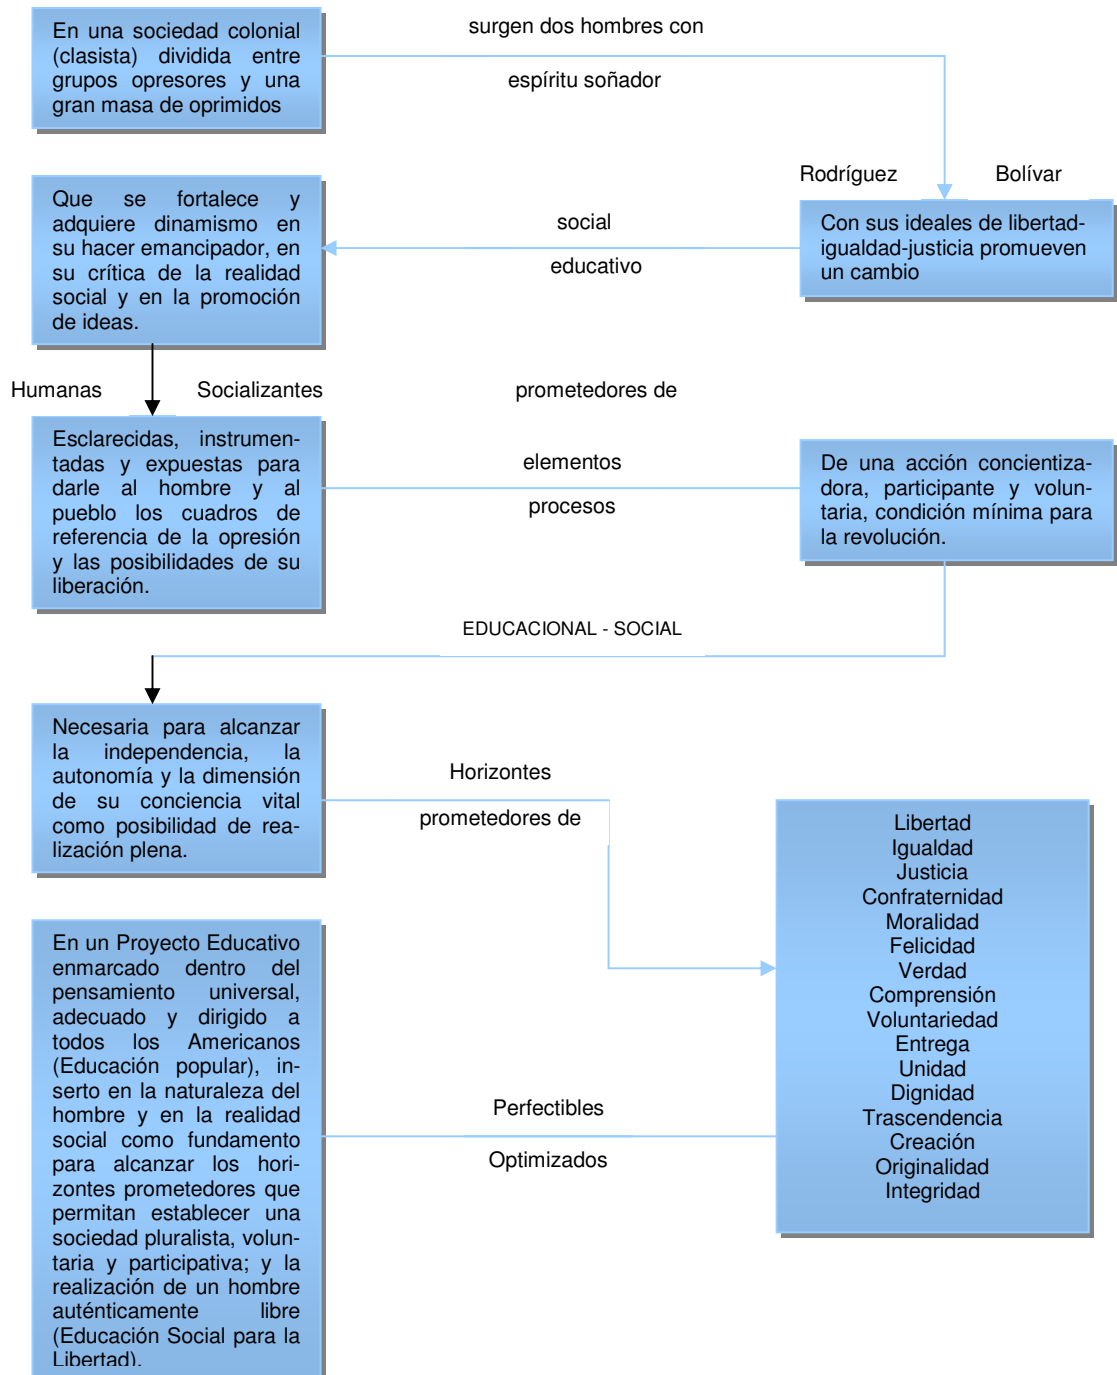 En una sociedad colonial
(clasista) dividida entre
grupos opresores y una
gran masa de oprimidos
surgen dos hombres con
espíritu soñador
Rodríguez
Bolívar
Con sus ideales de libertad-
igualdad-justicia promueven
un cambio
social
educativo
Que se fortalece y
adquiere dinamismo en
su hacer emancipador, en
su crítica de la realidad
social y en la promoción
de ideas.
Humanas
Socializantes
Esclarecidas, instrumen-
tadas y expuestas para
darle al hombre y al
pueblo los cuadros de
referencia de la opresión
y las posibilidades de su
liberación.
prometedores de
elementos
procesos
De una acción concientiza-
dora, participante y volun-
taria, condición mínima para
la revolución.
EDUCACIONAL - SOCIAL
Necesaria para alcanzar
la independencia, la
autonomía y la dimensión
de su conciencia vital
como posibilidad de rea-
lización plena.
Horizontes
prometedores de
Libertad
Igualdad
Justicia
Confraternidad
Moralidad
Felicidad
Verdad
Comprensión
Voluntariedad
Entrega
Unidad
Dignidad
Trascendencia
Creación
Originalidad
Integridad
Perfectibles
Optimizados
En un Proyecto Educativo
enmarcado dentro del
pensamiento universal,
adecuado y dirigido a
todos los Americanos
(Educación popular), in-
serto en la naturaleza del
hombre y en la realidad
social como fundamento
para alcanzar los hori-
zontes prometedores que
permitan establecer una
sociedad pluralista, volun-
taria y participativa; y la
realización de un hombre
auténticamente libre
(Educación Social para la
Libertad).